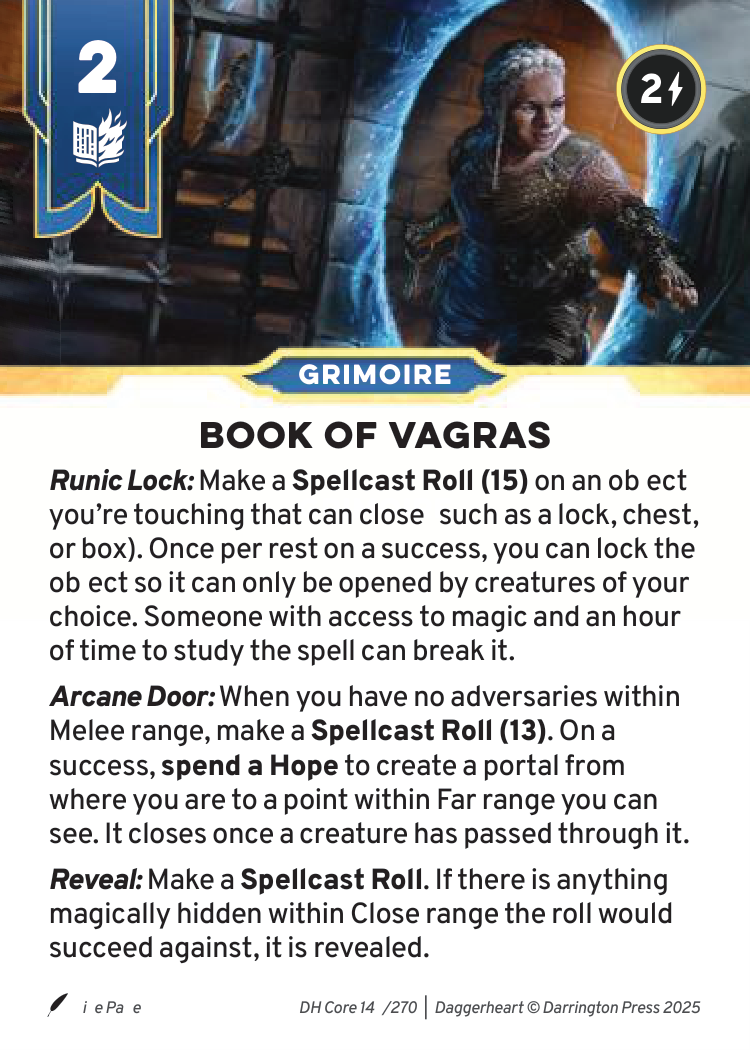 2
2
GRIMOIRE
BOOK OF VAGRAS
Runic Lock: Make a Spellcast Roll (15) on an ob ect
you're touching that can close  such as a lock, chest,
or box). Once per rest on a success, you can lock the
ob ect so it can only be opened by creatures of your
choice. Someone with access to magic and an hour
of time to study the spell can break it.
Arcane Door: When you have no adversaries within
Melee range, make a Spellcast Roll (13). On a
success, spend a Hope to create a portal from
where you are to a point within Far range you can
see. It closes once a creature has passed through it.
Reveal: Make a Spellcast Roll. If there is anything
magically hidden within Close range the roll would
succeed against, it is revealed.
i e Pa e
DH Core 14 /270 | Daggerheart © Darrington Press 2025